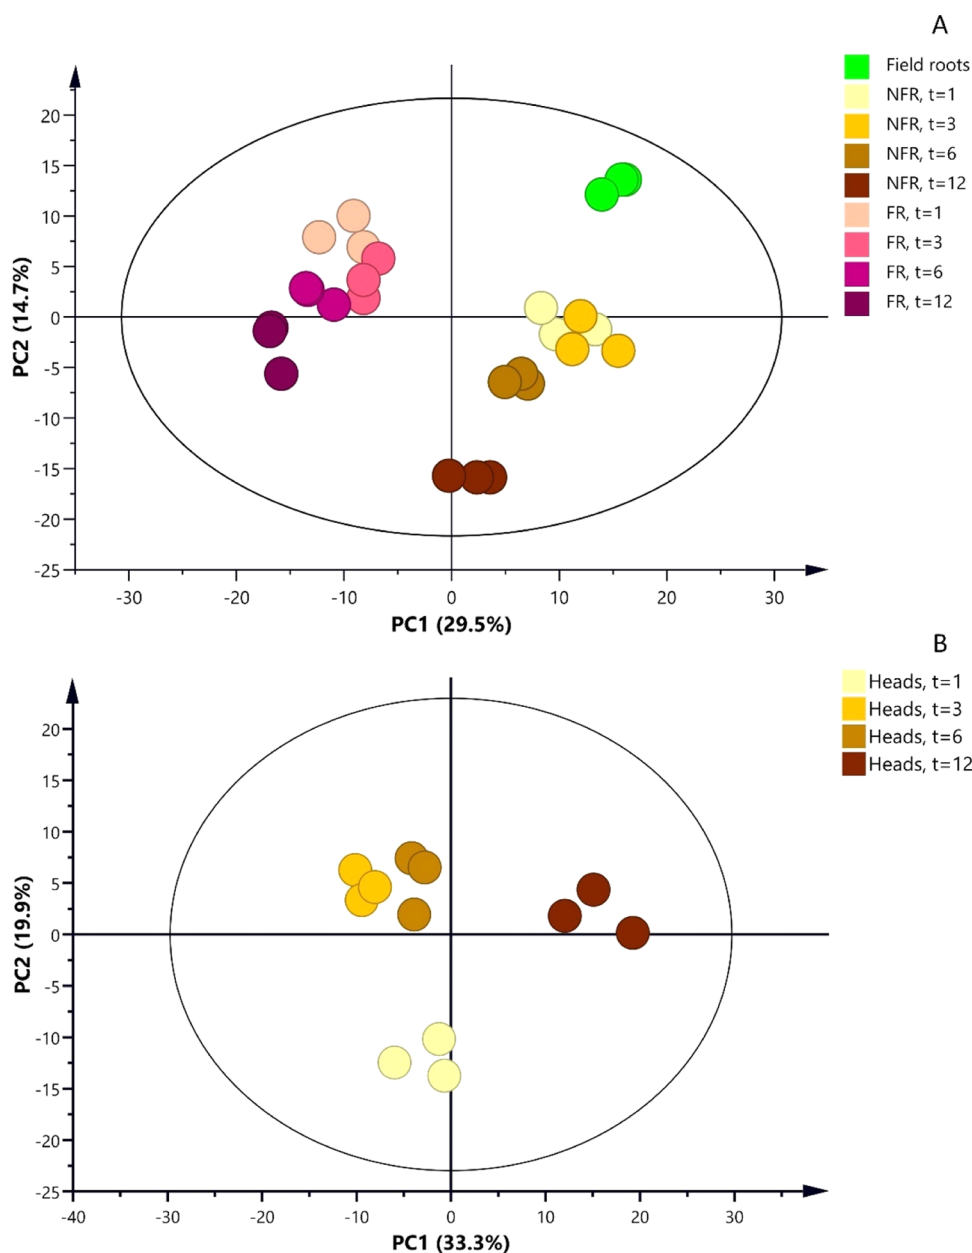 A
Field roots
NFR, t=1
NFR, t=3
NFR, t=6
NFR, t=12
FR, t=1
FR, t=3
FR, t=6
FR, t=12
20
15
10
5
0
-5
-10
-15
-20
-25
PC2 (14.7%)
-30
-20
-10
0
10
20
30
PC1 (29.5%)
B
Heads, t=1
Heads, t=3
Heads, t=6
Heads, t=12
20
15
10
5
0
-5
-10
-15
-20
-25
PC2 (19.9%)
-40
-30
-20
-10
0
10
20
30
PC1 (33.3%)